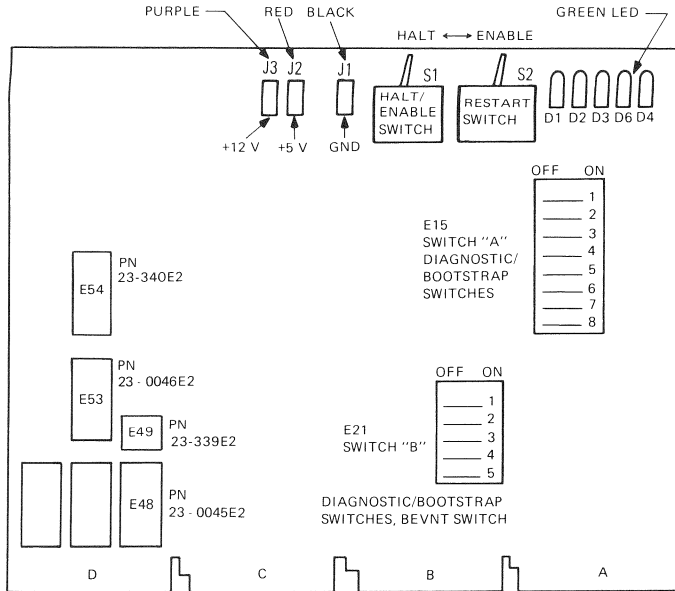 PURPLE RED BLACK GREEN LED
HALT ↔ ENABLE
J3 J2 J1 S1 S2
HALT/
ENABLE
SWITCH
RESTART
SWITCH
D1 D2 D3 D6 D4
+12 V +5 V GND
OFF ON
1
2
3
4
5
6
7
8
E15
SWITCH "A"
DIAGNOSTIC/
BOOTSTRAP
SWITCHES
E54
PN
23-340E2
E53
PN
23 - 0046E2
E49
PN
23-339E2
E48
PN
23 - 0045E2
OFF ON
1
2
3
4
5
E21
SWITCH "B"
DIAGNOSTIC/BOOTSTRAP
SWITCHES, BEVNT SWITCH
D C B A